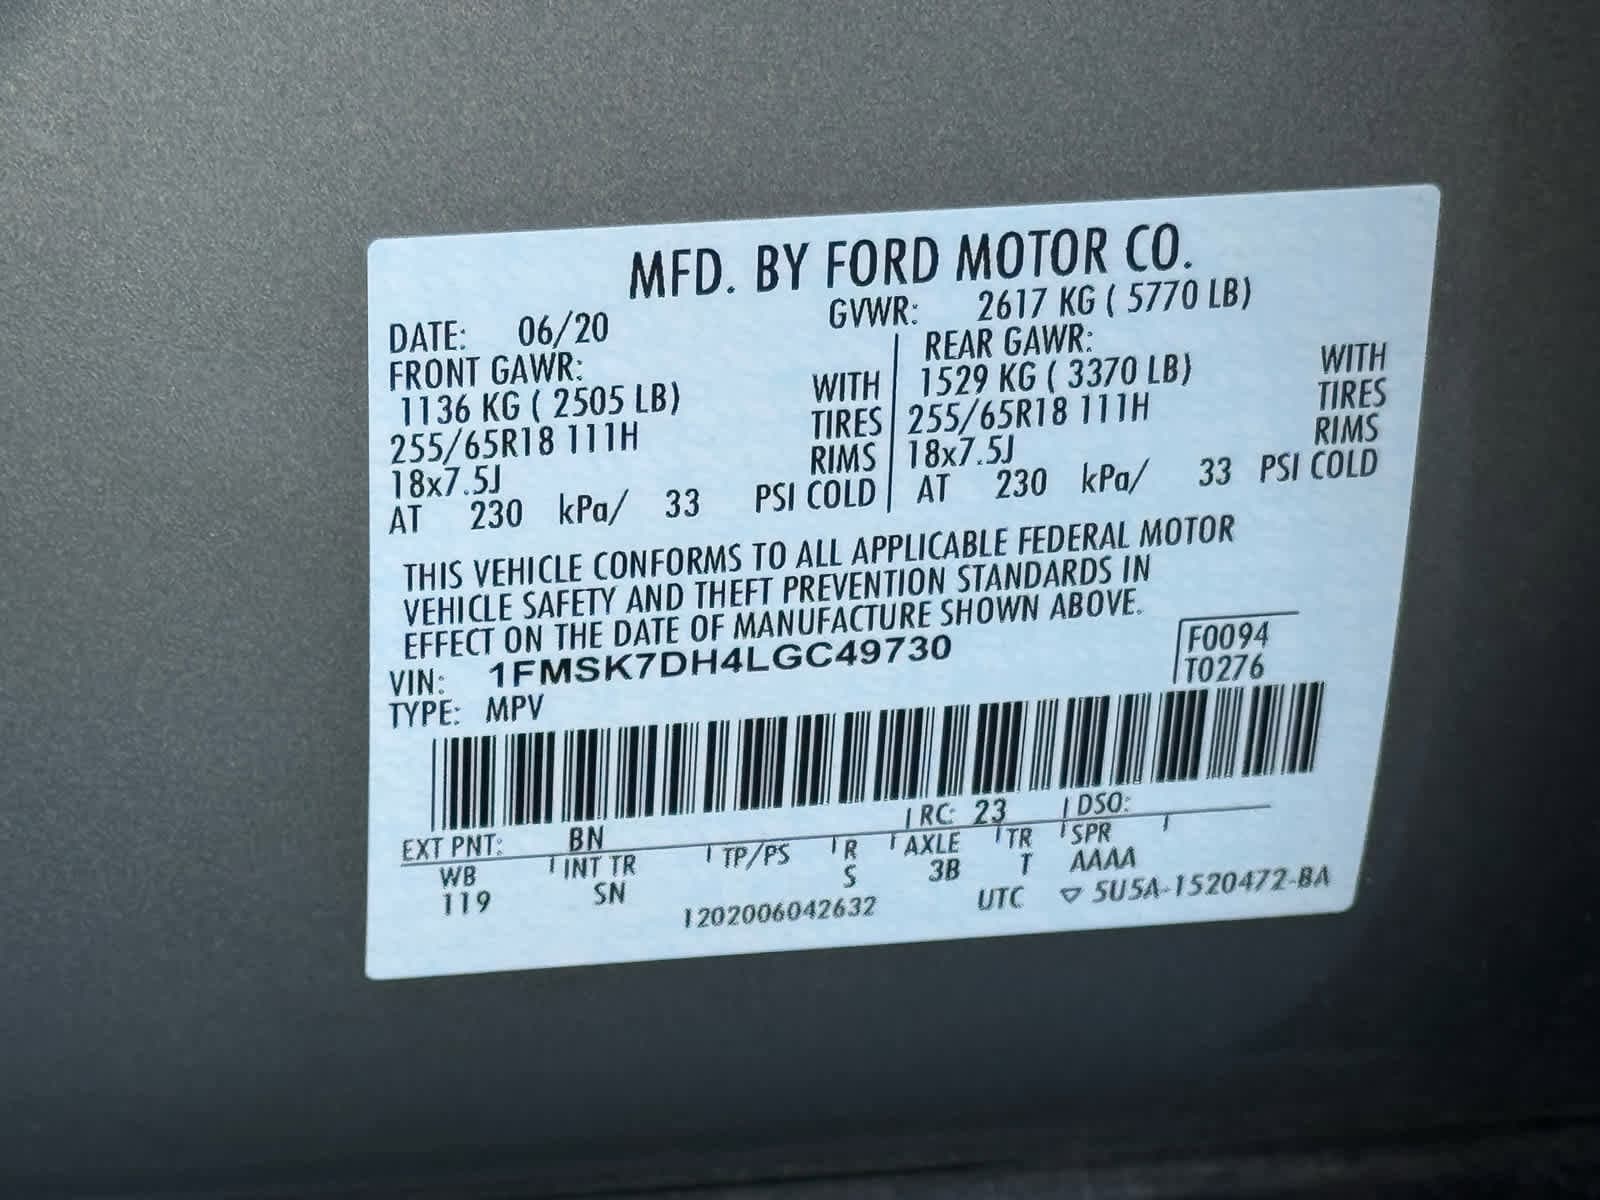 MFD. BY FORD MOTOR CO.
DATE: 06/20 GVWR: 2617 KG ( 5770 LB)
FRONT GAWR: REAR GAWR:
1136 KG ( 2505 LB) WITH 1529 KG ( 3370 LB) WITH
255/65R18 111H TIRES 255/65R18 111H TIRES
18x7.5J RIMS 18x7.5J RIMS
AT 230 kPa/ 33 PSI COLD AT 230 kPa/ 33 PSI COLD
THIS VEHICLE CONFORMS TO ALL APPLICABLE FEDERAL MOTOR
VEHICLE SAFETY AND THEFT PREVENTION STANDARDS IN
EFFECT ON THE DATE OF MANUFACTURE SHOWN ABOVE.
VIN: 1FMSK7DH4LGC49730 F0094
TYPE: MPV T0276
EXT PNT: BN RC: 23 DSO:
WB INT TR TP/PS R AXLE TR SPR
119 SN S 3B T AAAA
1202006042632 UTC ▽ 5U5A-1520472-BA